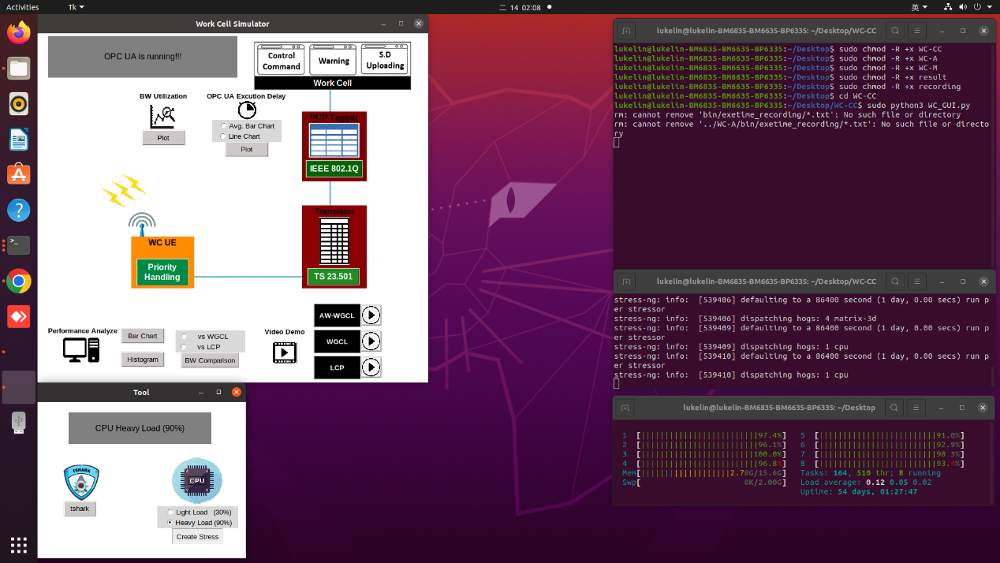 Activities
Tk
二 14 02:08
英
Work Cell Simulator
OPC UA is running!!!
Control
Command
Warning
S.D
Uploading
Work Cell
BW Utilization
Plot
OPC UA Excution Delay
Avg. Bar Chart
Line Chart
Plot
PCP Tagger
IEEE 802.1Q
Translator
TS 23.501
WC UE
Priority
Handling
Performance Analyze
Bar Chart
Histogram
vs WGCL
vs LCP
BW Comparison
Video Demo
AW-WGCL
WGCL
LCP
Tool
CPU Heavy Load (90%)
TSHARK
tshark
CPU
Light Load (30%)
Heavy Load (90%)
Create Stress
lukelin@lukelin-BM6835-BM6635-BP6335: ~/Desktop/WC-CC
lukelin@lukelin-BM6835-BM6635-BP6335:~/Desktop$ sudo chmod -R +x WC-CC
lukelin@lukelin-BM6835-BM6635-BP6335:~/Desktop$ sudo chmod -R +x WC-A
lukelin@lukelin-BM6835-BM6635-BP6335:~/Desktop$ sudo chmod -R +x WC-M
lukelin@lukelin-BM6835-BM6635-BP6335:~/Desktop$ sudo chmod -R +x result
lukelin@lukelin-BM6835-BM6635-BP6335:~/Desktop$ sudo chmod -R +x recording
lukelin@lukelin-BM6835-BM6635-BP6335:~/Desktop$ cd WC-CC
lukelin@lukelin-BM6835-BM6635-BP6335:~/Desktop/WC-CC$ sudo python3 WC_GUI.py
rm: cannot remove 'bin/exetime_recording/*.txt': No such file or directory
rm: cannot remove '../WC-A/bin/exetime_recording/*.txt': No such file or directo
ry
lukelin@lukelin-BM6835-BM6635-BP6335: ~/Desktop/WC-CC
stress-ng: info: [539406] defaulting to a 86400 second (1 day, 0.00 secs) run p
er stressor
stress-ng: info: [539406] dispatching hogs: 4 matrix-3d
stress-ng: info: [539409] defaulting to a 86400 second (1 day, 0.00 secs) run p
er stressor
stress-ng: info: [539409] dispatching hogs: 1 cpu
stress-ng: info: [539410] defaulting to a 86400 second (1 day, 0.00 secs) run p
er stressor
stress-ng: info: [539410] dispatching hogs: 1 cpu
lukelin@lukelin-BM6835-BM6635-BP6335: ~/Desktop
1 [97.4%] 5 [91.0%]
2 [96.1%] 6 [92.9%]
3 [100.0%] 7 [90.3%]
4 [96.8%] 8 [93.4%]
Mem[2.78G/15.6G] Tasks: 164, 510 thr; 8 running
Swp[0K/2.00G] Load average: 0.12 0.05 0.02
Uptime: 54 days, 01:27:47